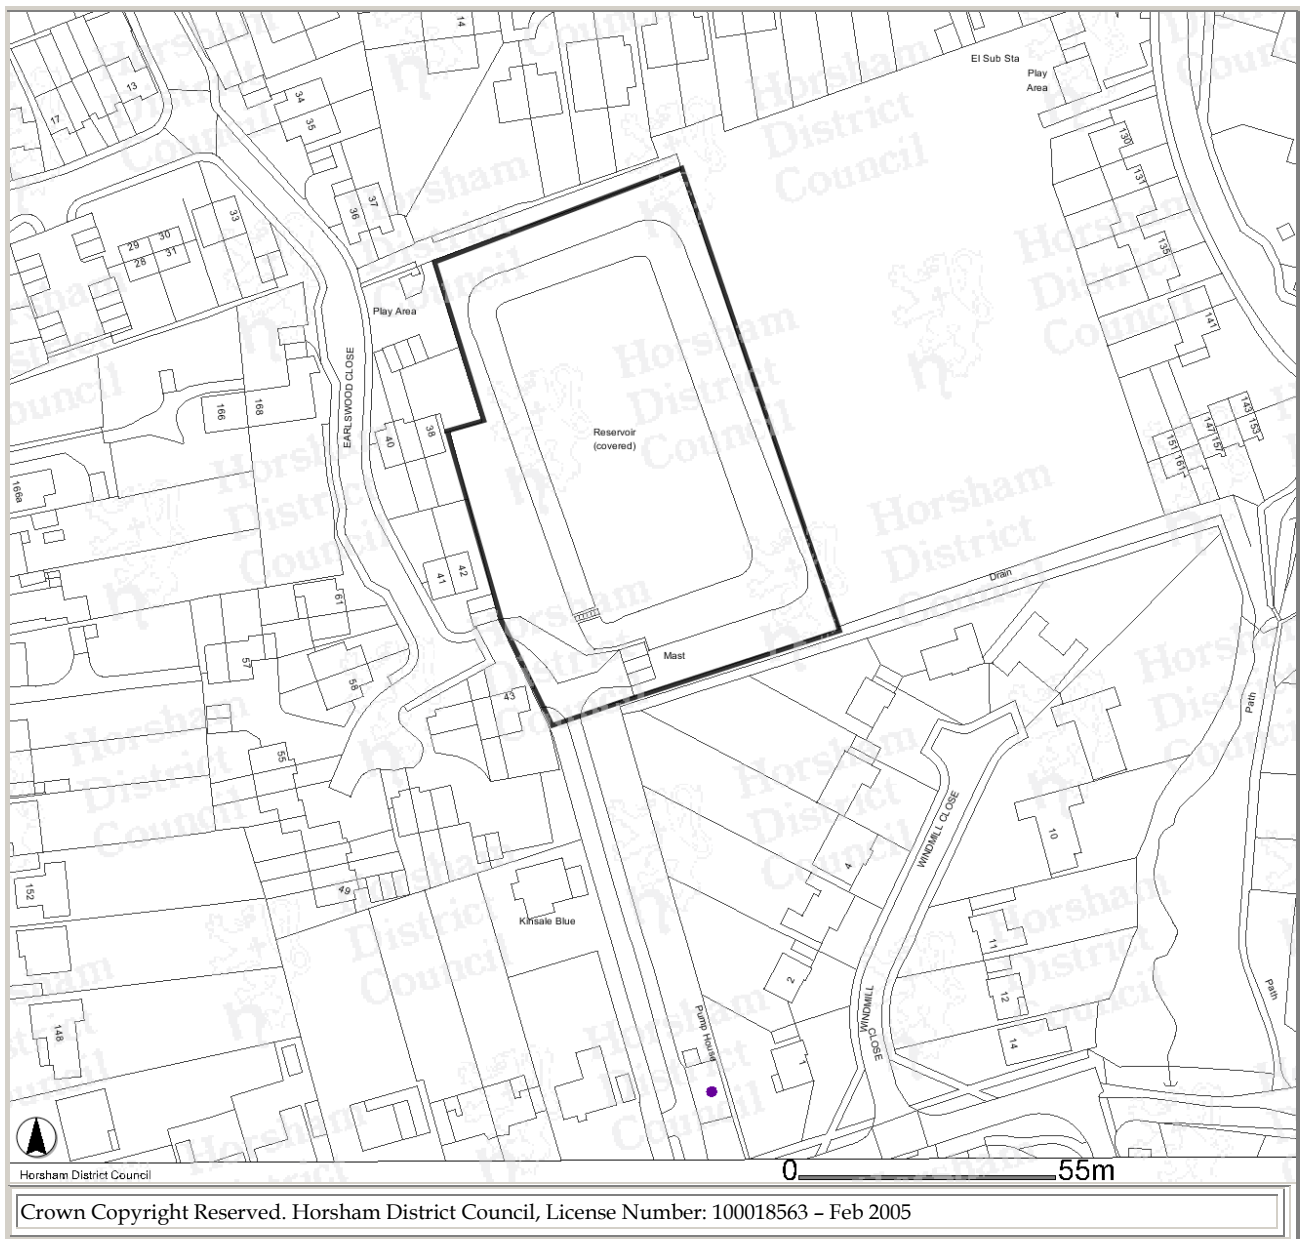 14
13
17
34
35
El Sub Sta
Play
Area
130
131
135
141
37
36
33
30
29
31
28
Play Area
EARLSWOOD CLOSE
166
168
40
38
Reservoir
(covered)
143
153
147
157
151
161
166a
42
41
61
Drain
57
58
Mast
43
Path
55
WINDMILL CLOSE
10
4
152
49
Kinsale Blue
11
2
12
Path
148
Pump House
WINDMILL
CLOSE
14
1
Horsham
District
Council
Horsham District Council
0 55m
Crown Copyright Reserved. Horsham District Council, License Number: 100018563 – Feb 2005